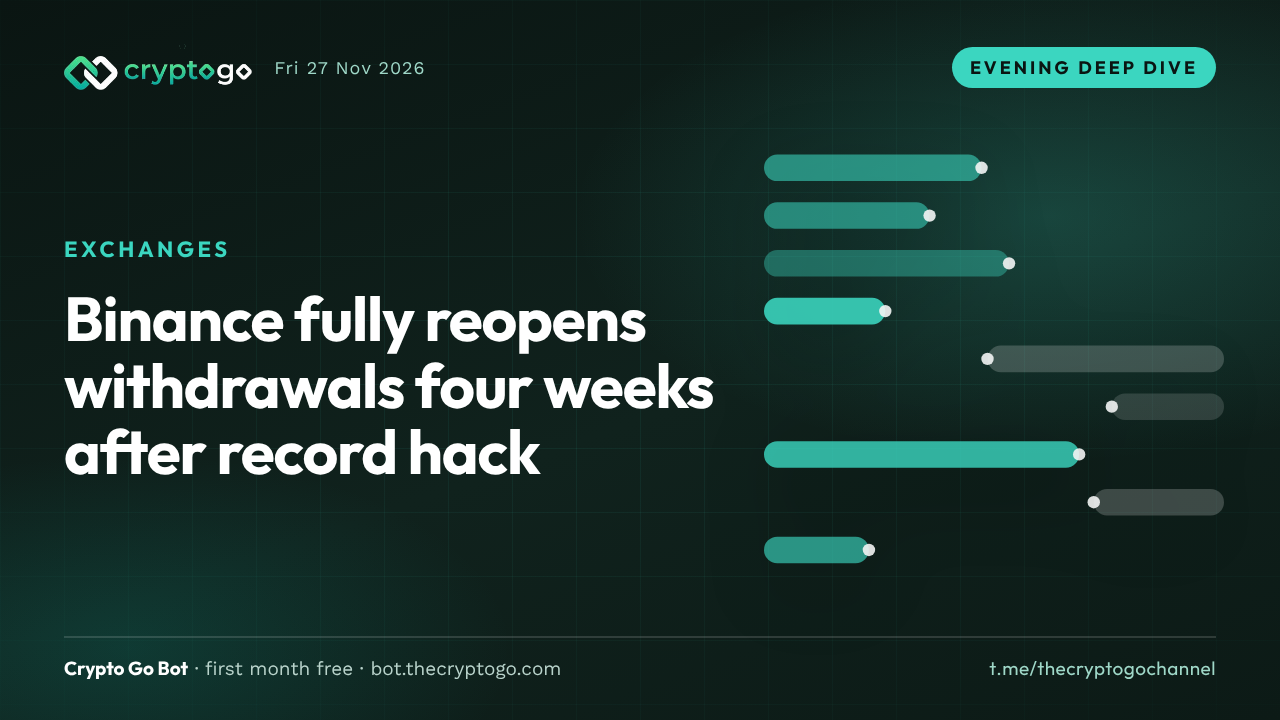 cryptogo
Fri 27 Nov 2026
EVENING DEEP DIVE
EXCHANGES
Binance fully reopens
withdrawals four weeks
after record hack
Crypto Go Bot · first month free · bot.thecryptogo.com
t.me/thecryptogochannel